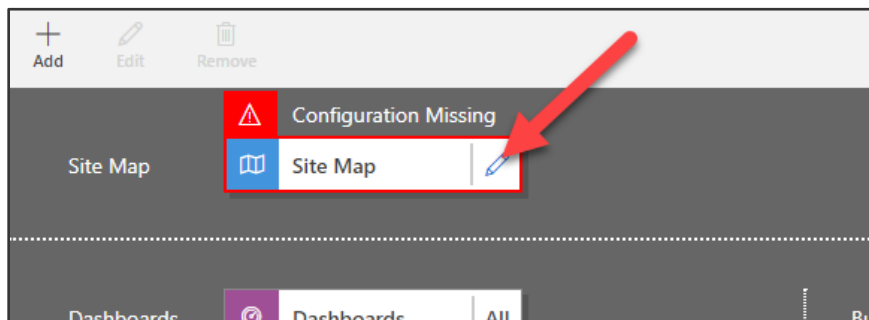 Add Edit Remove
Configuration Missing
Site Map Site Map
Dashboards Dashboards All